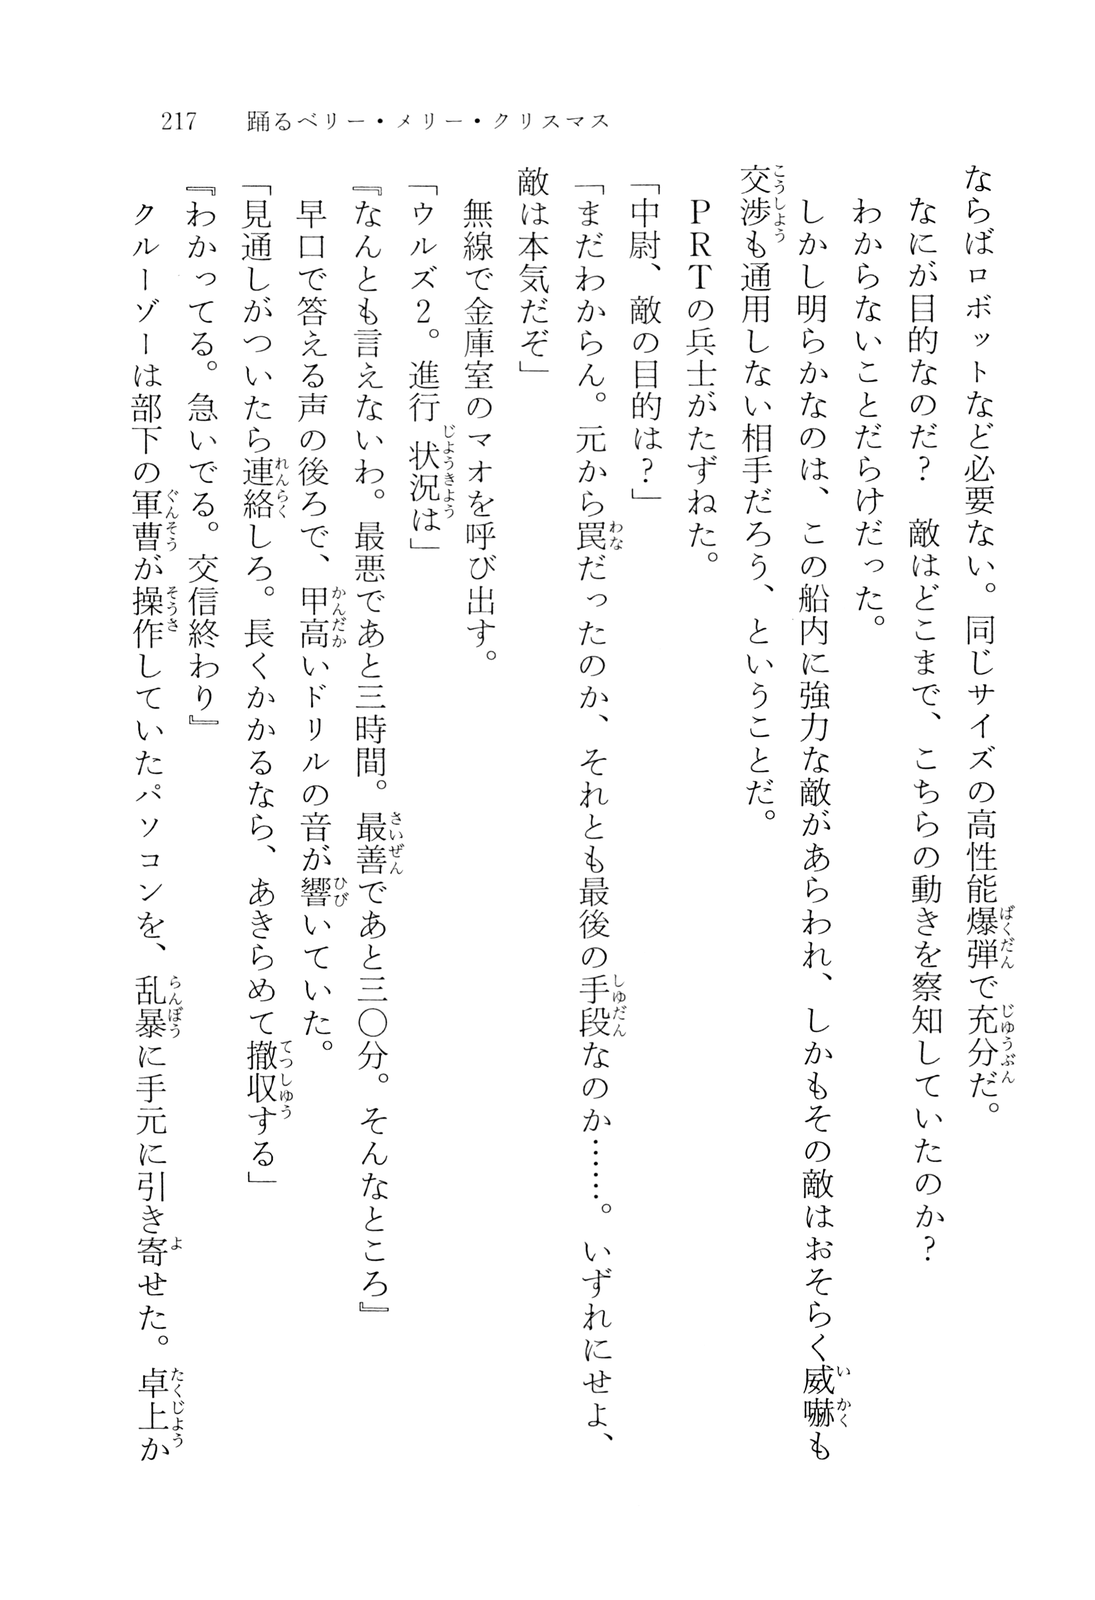 217　踊るベリー・メリー・クリスマス
ならばロボットなど必要ない。同じサイズの高性能爆弾で充分だ。
なにが目的なのだ？　敵はどこまで、こちらの動きを察知していたのか？
わからないことだらけだった。
しかし明らかなのは、この船内に強力な敵があらわれ、しかもその敵はおそらく威嚇も
交渉も通用しない相手だろう、ということだ。
ＰＲＴの兵士がたずねた。
「中尉、敵の目的は？」
「まだわからん。元から罠だったのか、それとも最後の手段なのか……。いずれにせよ、
敵は本気だぞ」
無線で金庫室のマオを呼び出す。
「ウルズ２。進行状況は」
『なんとも言えないわ。最悪であと三時間。最善であと三〇分。そんなところ』
早口で答える声の後ろで、甲高いドリルの音が響いていた。
「見通しがついたら連絡しろ。長くかかるなら、あきらめて撤収する」
『わかってる。急いでる。交信終わり』
クルーゾーは部下の軍曹が操作していたパソコンを、乱暴に手元に引き寄せた。卓上か